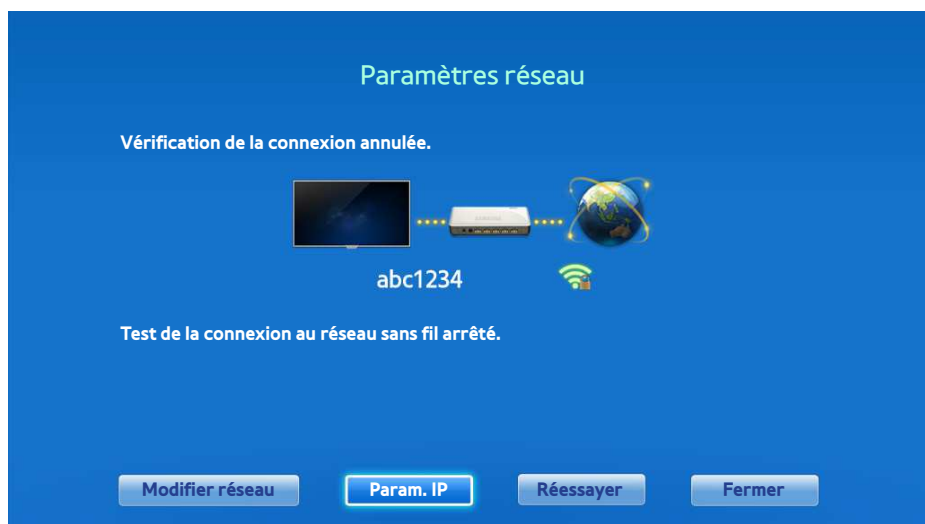 Paramètres réseau
Vérification de la connexion annulée.
SAMSUNG
abc1234
Test de la connexion au réseau sans fil arrêté.
Modifier réseau
Param. IP
Réessayer
Fermer